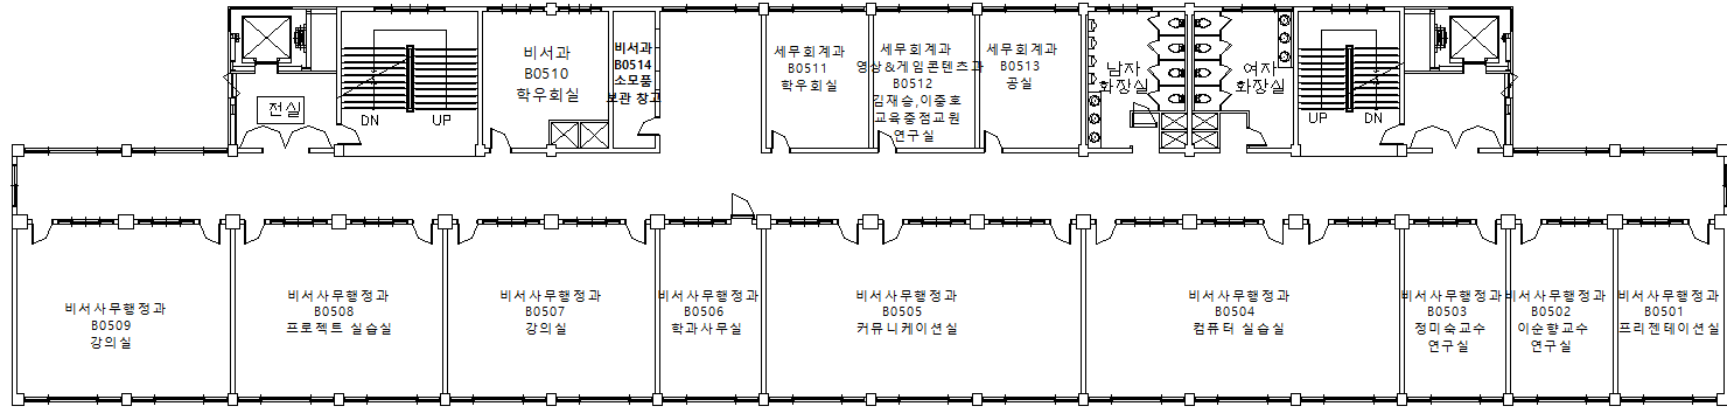 전실
DN
UP
비서과
B0510
학우회실
비서과
B0514
소모품
보관 창고
세무회계과
B0511
학우회실
세무회계과
영상&게임콘텐츠과
B0512
김재승,이중호
교육중점교원
연구실
세무회계과
B0513
공실
남자
화장실
여자
화장실
UP
DN
비서사무행정과
B0509
강의실
비서사무행정과
B0508
프로젝트 실습실
비서사무행정과
B0507
강의실
비서사무행정과
B0506
학과사무실
비서사무행정과
B0505
커뮤니케이션실
비서사무행정과
B0504
컴퓨터 실습실
비서사무행정과
B0503
정미숙교수
연구실
비서사무행정과
B0502
이순향교수
연구실
비서사무행정과
B0501
프리젠테이션실